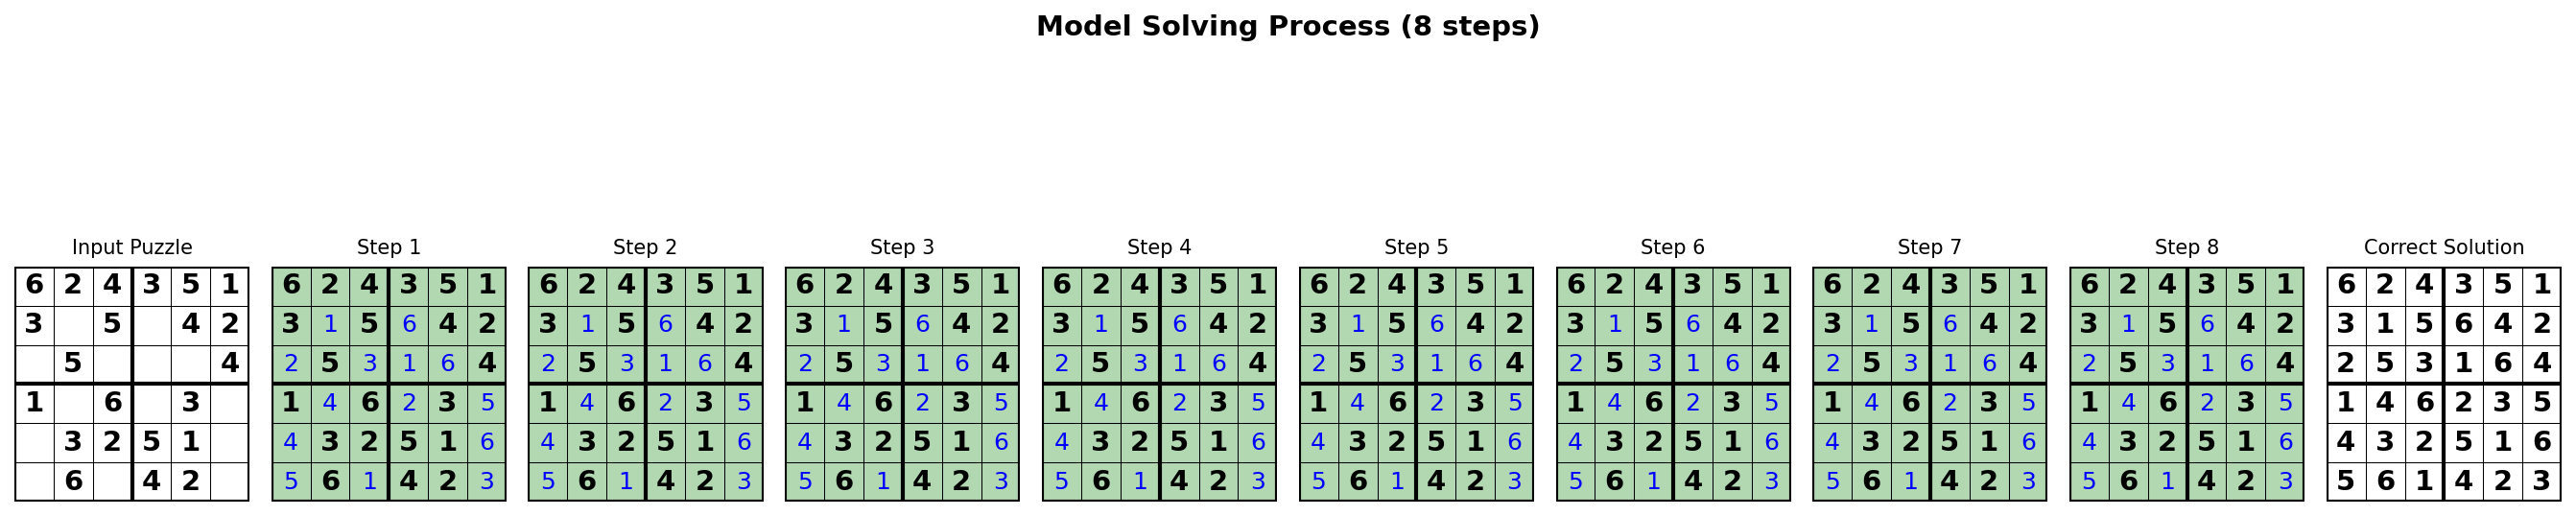 Model Solving Process (8 steps)
Input Puzzle Step 1 Step 2 Step 3 Step 4 Step 5 Step 6 Step 7 Step 8 Correct Solution
6 2 4 3 5 1 6 2 4 3 5 1 6 2 4 3 5 1 6 2 4 3 5 1 6 2 4 3 5 1 6 2 4 3 5 1 6 2 4 3 5 1 6 2 4 3 5 1 6 2 4 3 5 1 6 2 4 3 5 1
3 5 4 2 3 1 5 6 4 2 3 1 5 6 4 2 3 1 5 6 4 2 3 1 5 6 4 2 3 1 5 6 4 2 3 1 5 6 4 2 3 1 5 6 4 2 3 1 5 6 4 2 3 1 5 6 4 2
5 4 2 5 3 1 6 4 2 5 3 1 6 4 2 5 3 1 6 4 2 5 3 1 6 4 2 5 3 1 6 4 2 5 3 1 6 4 2 5 3 1 6 4 2 5 3 1 6 4 2 5 3 1 6 4
1 6 3 1 4 6 2 3 5 1 4 6 2 3 5 1 4 6 2 3 5 1 4 6 2 3 5 1 4 6 2 3 5 1 4 6 2 3 5 1 4 6 2 3 5 1 4 6 2 3 5 1 4 6 2 3 5
3 2 5 1 4 3 2 5 1 6 4 3 2 5 1 6 4 3 2 5 1 6 4 3 2 5 1 6 4 3 2 5 1 6 4 3 2 5 1 6 4 3 2 5 1 6 4 3 2 5 1 6 4 3 2 5 1 6
6 4 2 5 6 1 4 2 3 5 6 1 4 2 3 5 6 1 4 2 3 5 6 1 4 2 3 5 6 1 4 2 3 5 6 1 4 2 3 5 6 1 4 2 3 5 6 1 4 2 3 5 6 1 4 2 3